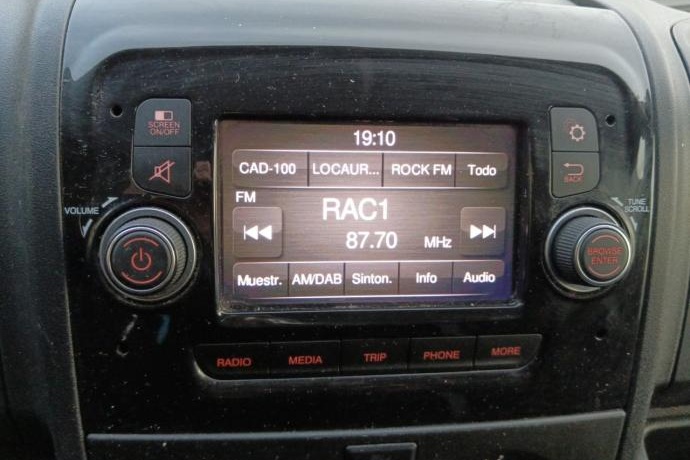 SCREEN
ON/OFF
VOLUME
19:10
CAD-100 LOCAUR... ROCK FM Todo
FM
RAC1
87.70 MHz
Muestr. AM/DAB Sinton. Info Audio
BACK
TUNE
SCROLL
BROWSE
ENTER
RADIO MEDIA TRIP PHONE MORE